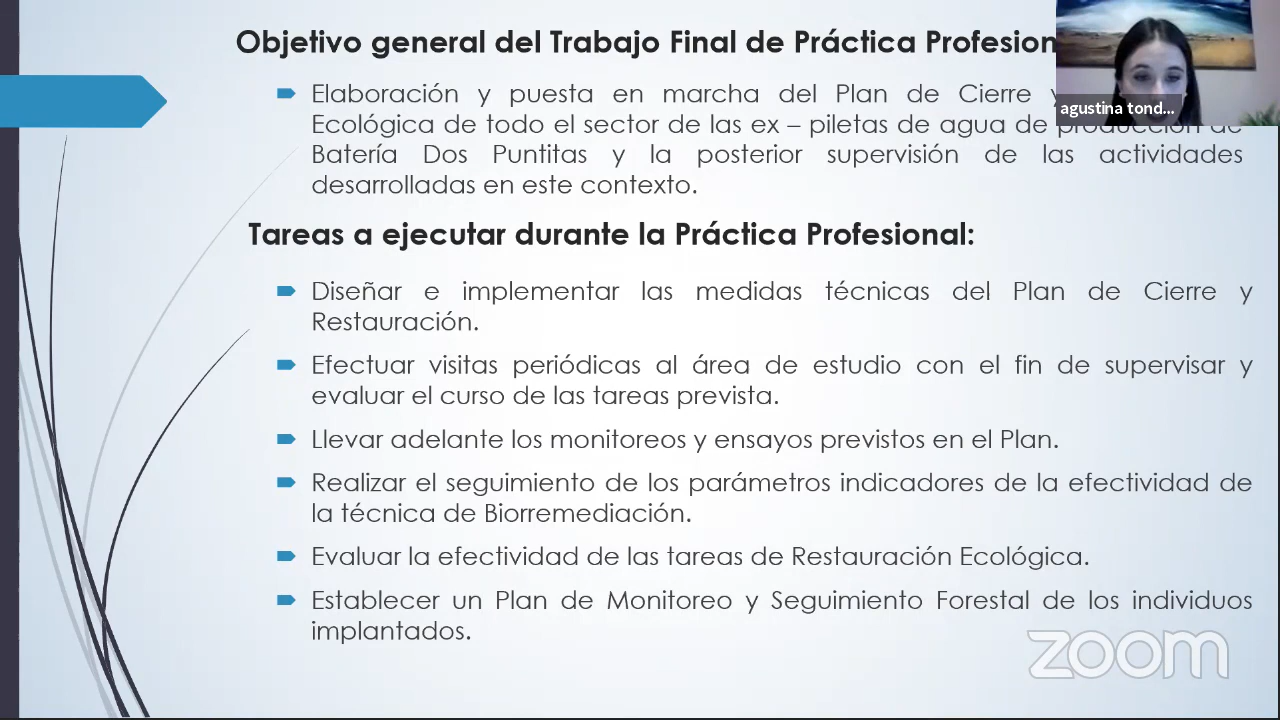 Objetivo general del Trabajo Final de Práctica Profesion
Elaboración y puesta en marcha del Plan de Cierre y
Ecológica de todo el sector de las ex – piletas de agua de producción de
Batería Dos Puntitas y la posterior supervisión de las actividades
desarrolladas en este contexto.
agustina tond...
Tareas a ejecutar durante la Práctica Profesional:
Diseñar e implementar las medidas técnicas del Plan de Cierre y
Restauración.
Efectuar visitas periódicas al área de estudio con el fin de supervisar y
evaluar el curso de las tareas prevista.
Llevar adelante los monitoreos y ensayos previstos en el Plan.
Realizar el seguimiento de los parámetros indicadores de la efectividad de
la técnica de Biorremediación.
Evaluar la efectividad de las tareas de Restauración Ecológica.
Establecer un Plan de Monitoreo y Seguimiento Forestal de los individuos
implantados.
zoom